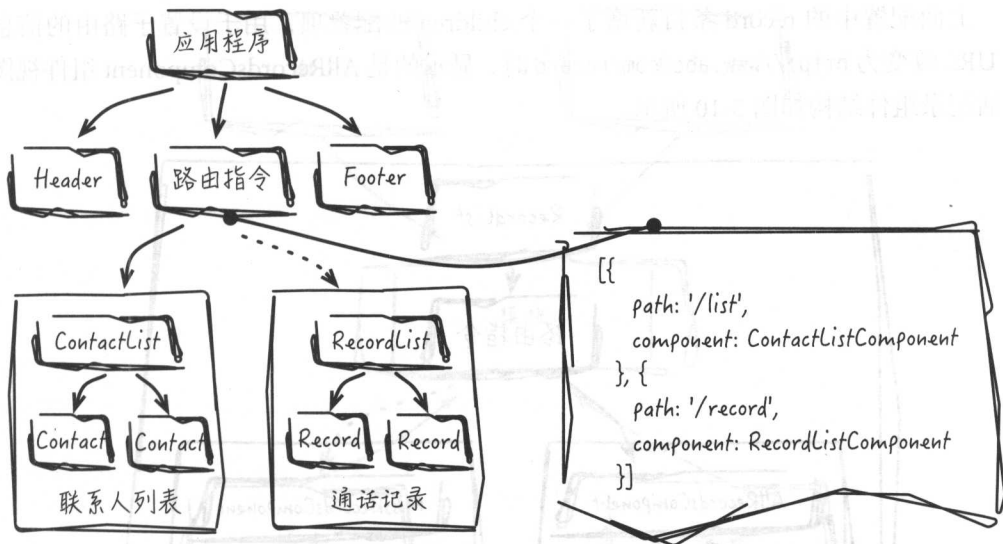 应用程序
Header
路由指令
Footer
[{
path: '/list',
component: ContactListComponent
}, {
path: '/record',
component: RecordListComponent
}]
ContactList
RecordList
Contact
Contact
Record
Record
联系人列表
通话记录